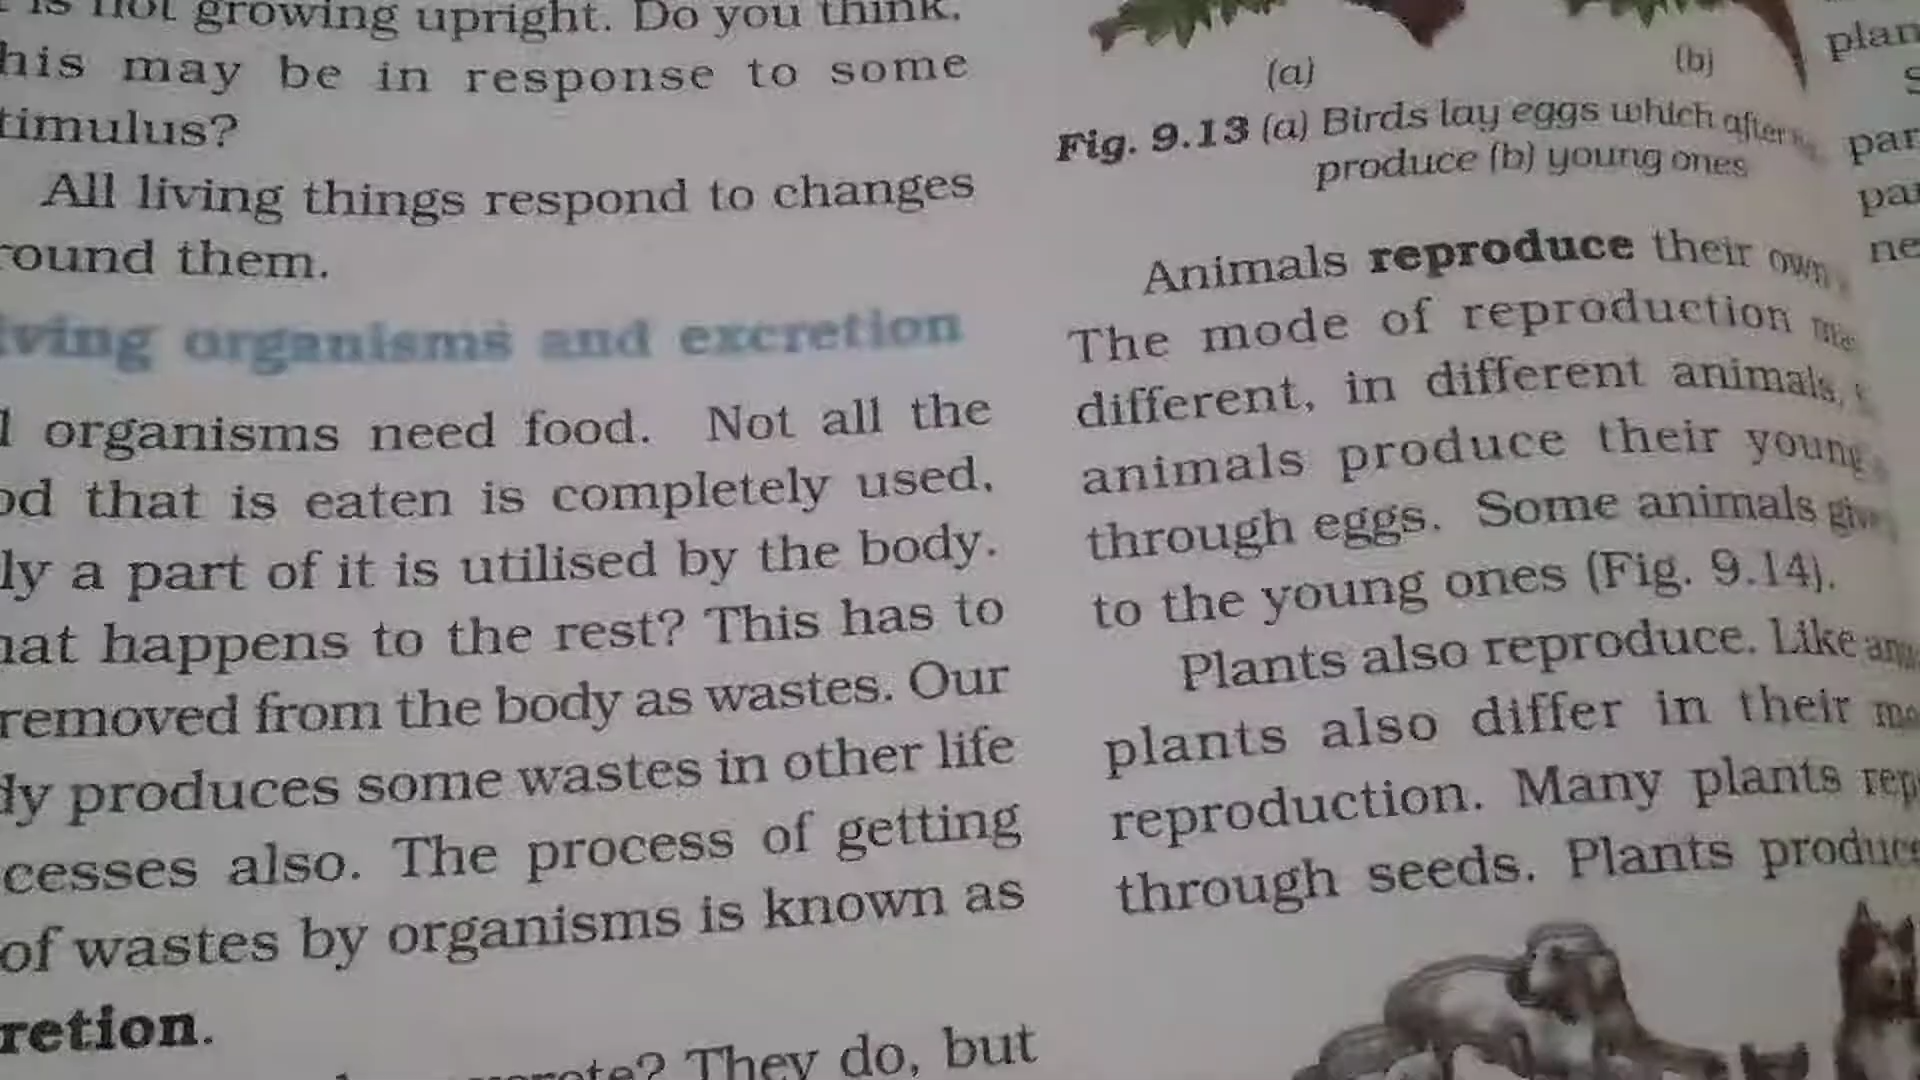 is not growing upright. Do you think,
his may be in response to some
timulus?
All living things respond to changes
round them.
iving organisms and excretion
l organisms need food. Not all the
od that is eaten is completely used,
ly a part of it is utilised by the body.
hat happens to the rest? This has to
removed from the body as wastes. Our
dy produces some wastes in other life
cesses also. The process of getting
of wastes by organisms is known as
retion.
They do, but
(a) (b)
Fig. 9.13 (a) Birds lay eggs which after
produce (b) young ones
Animals reproduce their own
The mode of reproduction
different, in different animals,
animals produce their young
through eggs. Some animals give
to the young ones (Fig. 9.14).
Plants also reproduce. Like
plants also differ in their
reproduction. Many plants rep
through seeds. Plants produce
plan
par
par
ne